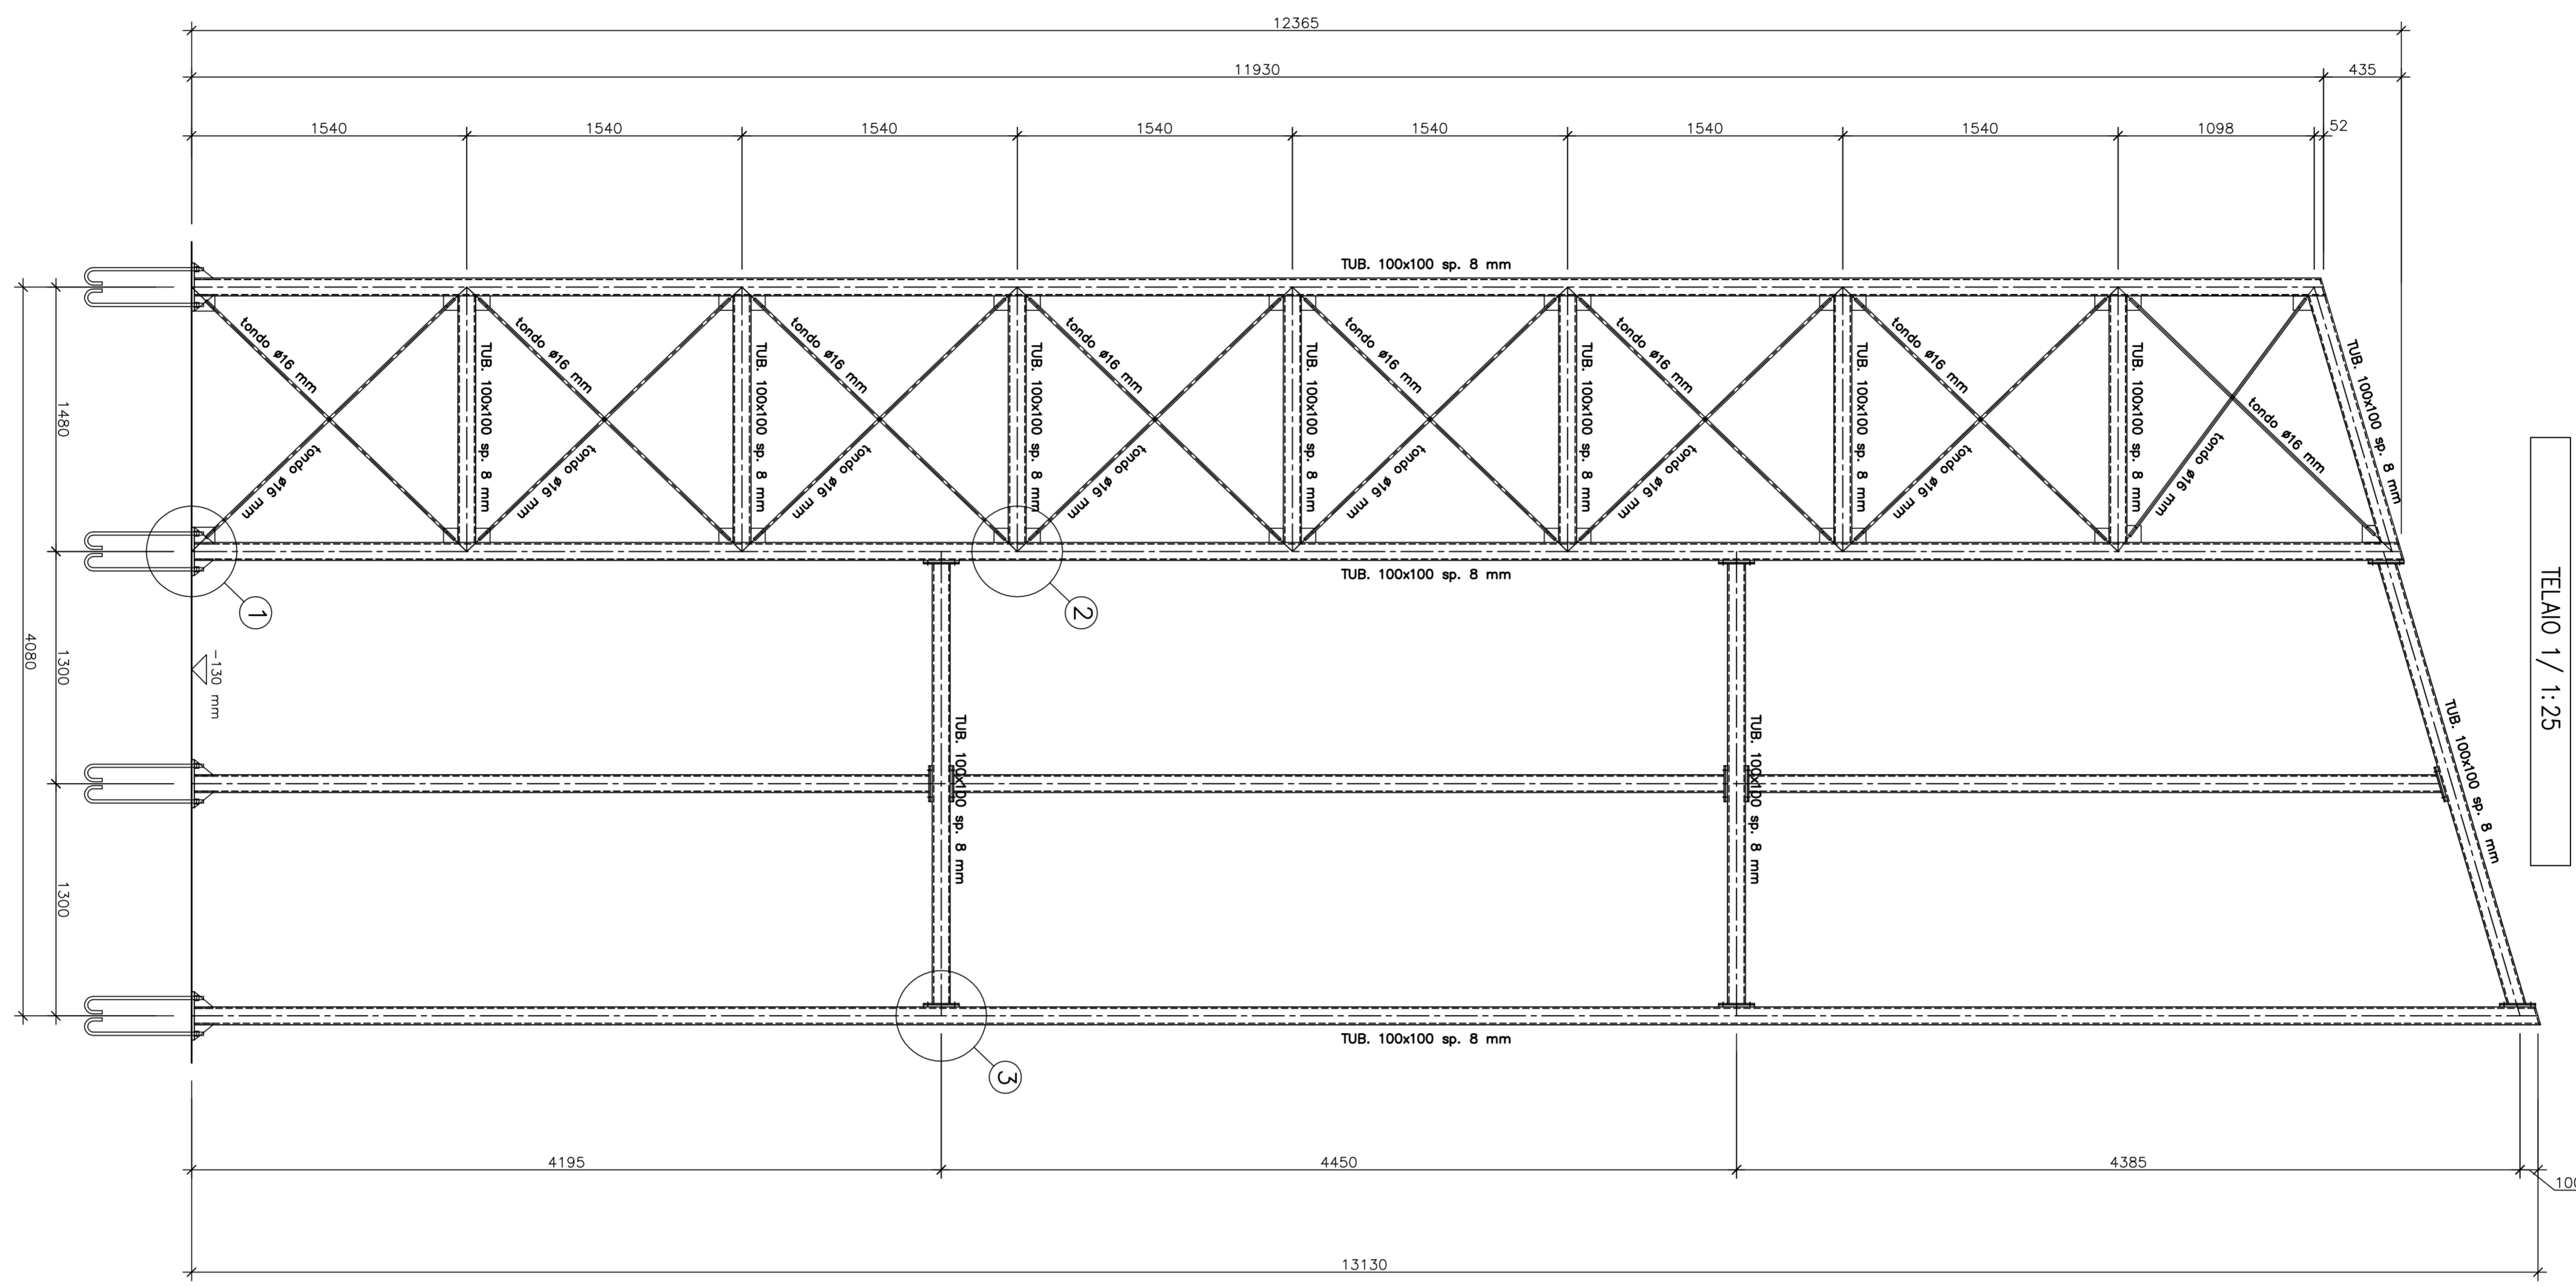 12365
11930
435
1540
1540
1540
1540
1540
1540
1540
1098
52
TUB. 100x100 sp. 8 mm
tondo ø16 mm
tondo ø16 mm
tondo ø16 mm
tondo ø16 mm
tondo ø16 mm
tondo ø16 mm
tondo ø16 mm
tondo ø16 mm
TUB. 100x100 sp. 8 mm
TUB. 100x100 sp. 8 mm
TUB. 100x100 sp. 8 mm
TUB. 100x100 sp. 8 mm
TUB. 100x100 sp. 8 mm
TUB. 100x100 sp. 8 mm
TUB. 100x100 sp. 8 mm
TUB. 100x100 sp. 8 mm
tondo ø16 mm
tondo ø16 mm
tondo ø16 mm
tondo ø16 mm
tondo ø16 mm
tondo ø16 mm
tondo ø16 mm
tondo ø16 mm
TUB. 100x100 sp. 8 mm
1480
1300
1300
4080
1
2
3
-130 mm
TUB. 100x100 sp. 8 mm
TUB. 100x100 sp. 8 mm
TUB. 100x100 sp. 8 mm
TELAIO 1/ 1:25
TUB. 100x100 sp. 8 mm
4195
4450
4385
100
13130